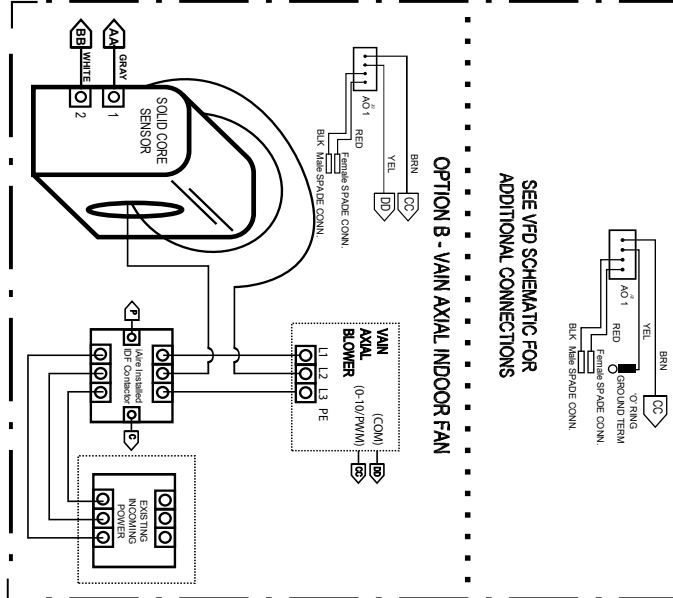 SEE VFD SCHEMATIC FOR
ADDITIONAL CONNECTIONS
BRN
CC
YEL
AO 1
'O' RING
GROUND TERM
RED
Female SPADE CONN.
BLK Male SPADE CONN.
OPTION B - VAIN AXIAL INDOOR FAN
BRN
CC
YEL
DD
AO 1
RED
Female SPADE CONN.
BLK Male SPADE CONN.
AA
GRAY
1
BB
WHITE
2
SOLID CORE
SENSOR
VAIN
AXIAL
BLOWER
(COM)
DD
(0-10/PWM)
CC
L1
L2
L3
PE
P
iAire Installed
IDF Contactor
C
EXISTING
INCOMING
POWER